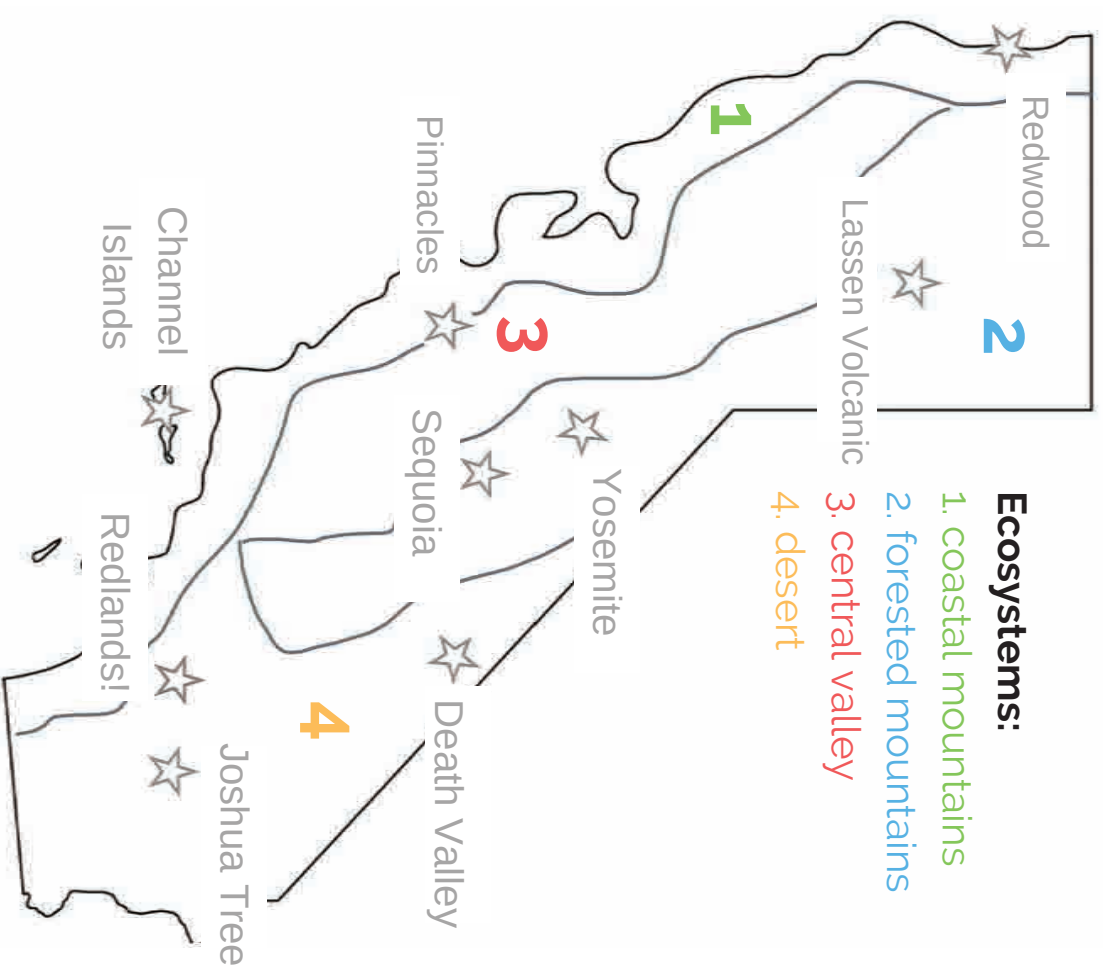 Redwood
2
Lassen Volcanic
1
Ecosystems:
1. coastal mountains
2. forested mountains
3. central valley
4. desert
Yosemite
3
Pinnacles
Sequoia
Death Valley
4
Joshua Tree
Channel
Islands
Redlands!